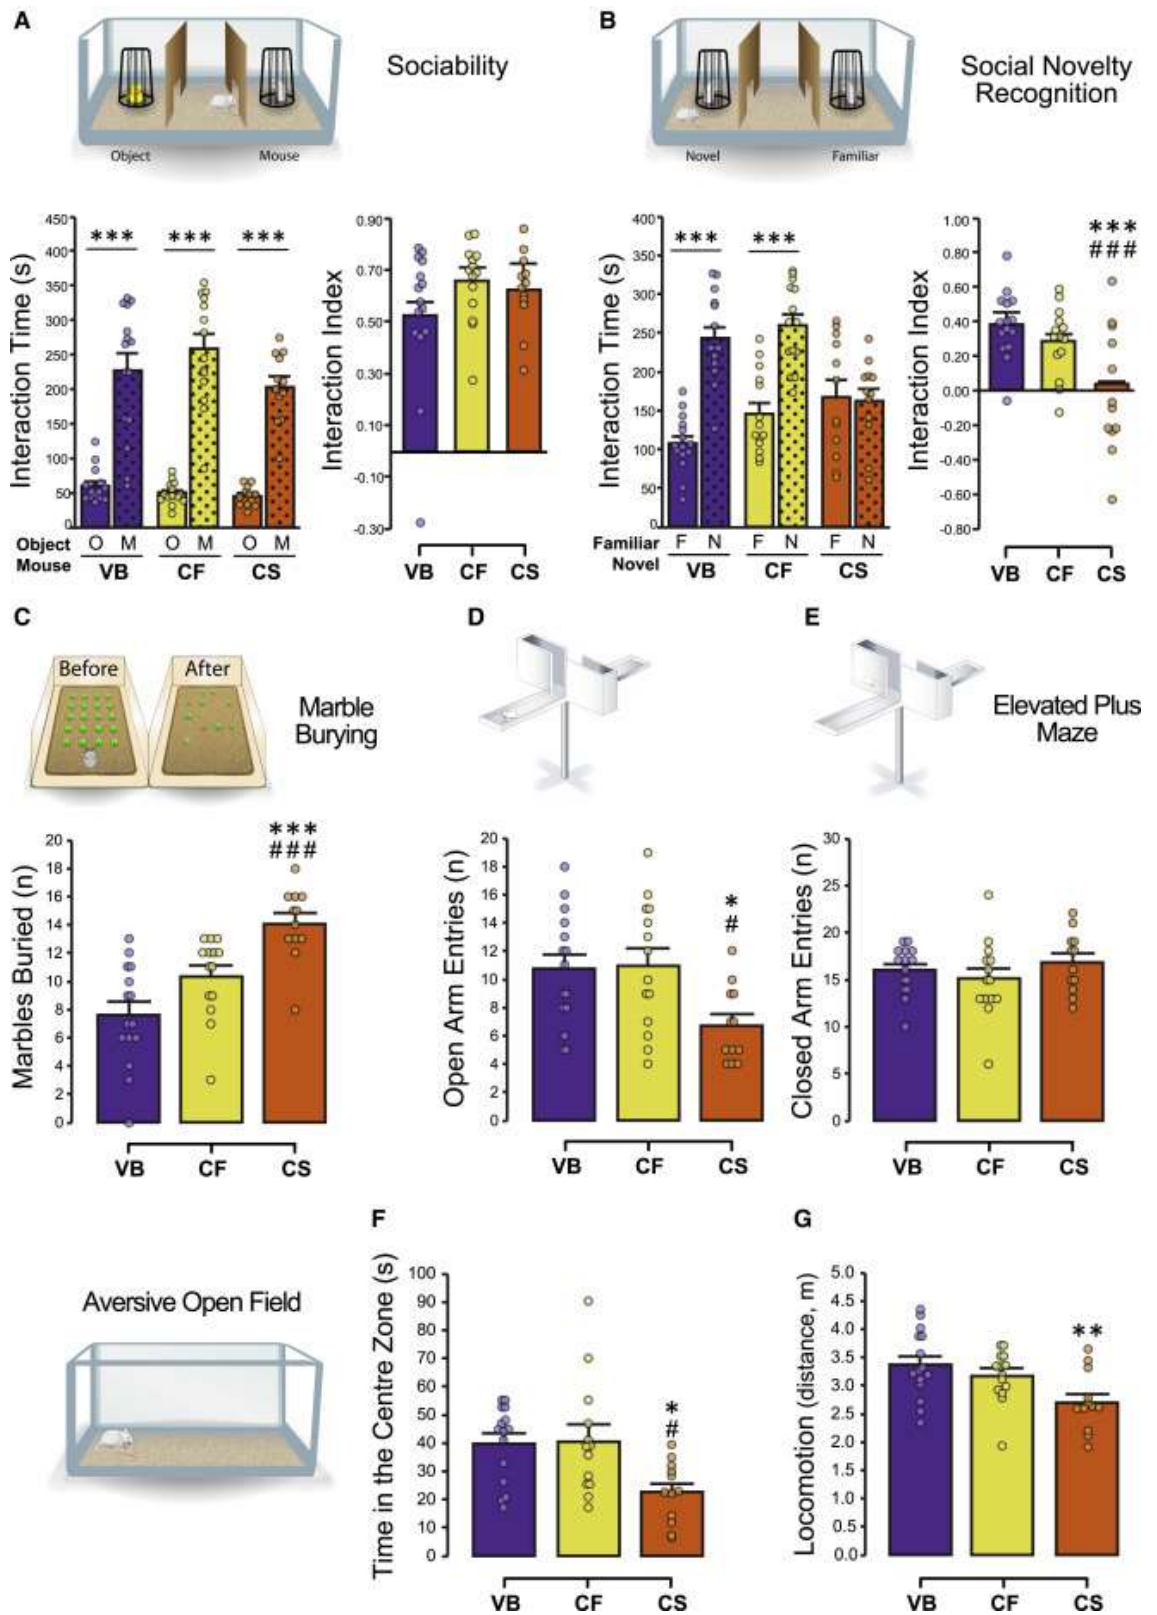 A
Sociability
Object
Mouse
Interaction Time (s)
450
400
350
300
250
200
150
100
50
0
***
***
***
Object
Mouse
O M O M O M
VB CF CS
Interaction Index
0.90
0.70
0.50
0.30
0.10
-0.10
-0.30
VB CF CS
B
Social Novelty
Recognition
Novel
Familiar
Interaction Time (s)
400
350
300
250
200
150
100
50
0
***
***
Familiar
Novel
F N F N F N
VB CF CS
Interaction Index
1.00
0.80
0.60
0.40
0.20
0.00
-0.20
-0.40
-0.60
-0.80
***
###
VB CF CS
C
Before
After
Marble
Burying
Marbles Buried (n)
20
18
16
14
12
10
8
6
4
2
0
***
###
VB CF CS
D
Open Arm Entries (n)
20
18
16
14
12
10
8
6
4
2
0
*
#
VB CF CS
E
Elevated Plus
Maze
Closed Arm Entries (n)
30
25
20
15
10
5
0
VB CF CS
Aversive Open Field
F
Time in the Centre Zone (s)
100
90
80
70
60
50
40
30
20
10
0
*
#
VB CF CS
G
Locomotion (distance, m)
5.0
4.5
4.0
3.5
3.0
2.5
2.0
1.5
1.0
0.5
0.0
**
VB CF CS